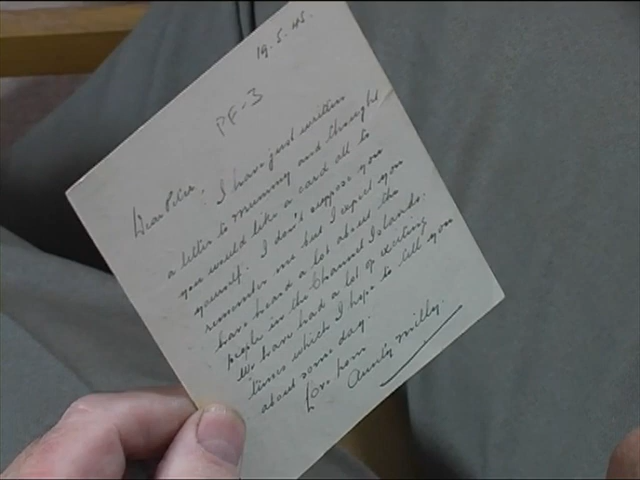 19.5.45.
PF-3
Dear Peter, I have just written
a letter to mummy and thought
you would like a card all to
yourself. I don't suppose you
remember me but I expect you
have heard a lot about the
people in the Channel Islands.
We have had a lot of exciting
times which I hope to tell you
about some day.
Love from
Aunty Milly.